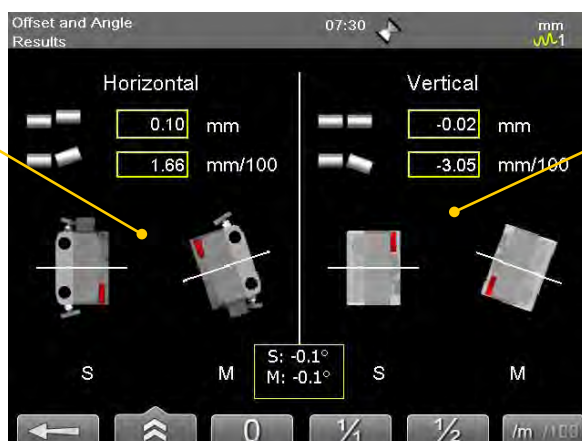 Offset and Angle
Results
07:30
mm
1
Horizontal
0.10 mm
1.66 mm/100
Vertical
-0.02 mm
-3.05 mm/100
S M
S: -0.1°
M: -0.1°
S M
0 1/1 1/2 /m /100